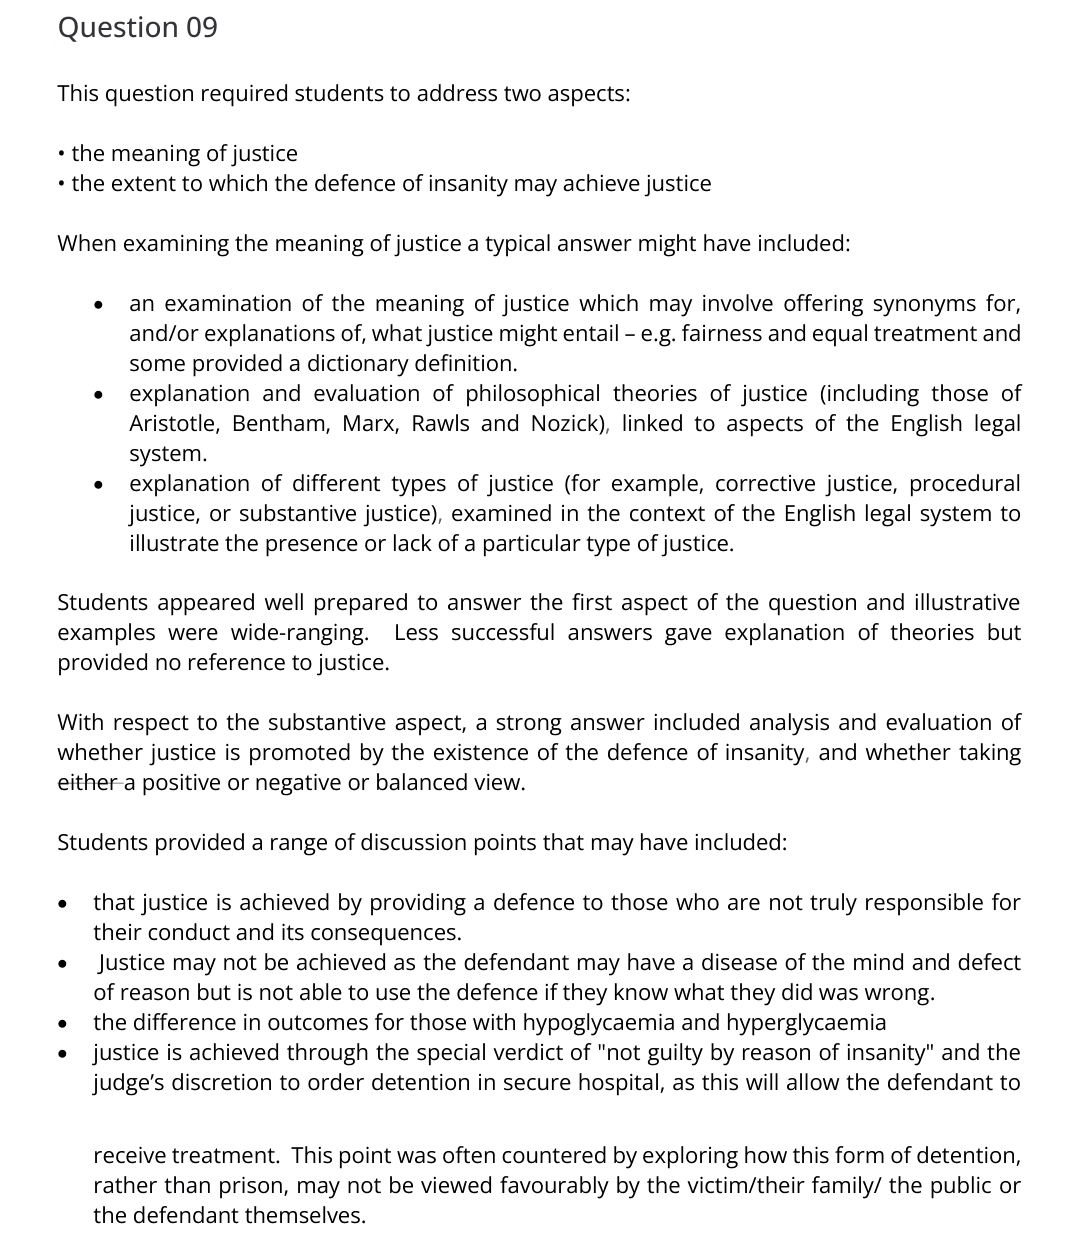 Question 09
This question required students to address two aspects:
• the meaning of justice
• the extent to which the defence of insanity may achieve justice
When examining the meaning of justice a typical answer might have included:
• an examination of the meaning of justice which may involve offering synonyms for,
and/or explanations of, what justice might entail – e.g. fairness and equal treatment and
some provided a dictionary definition.
• explanation and evaluation of philosophical theories of justice (including those of
Aristotle, Bentham, Marx, Rawls and Nozick), linked to aspects of the English legal
system.
• explanation of different types of justice (for example, corrective justice, procedural
justice, or substantive justice), examined in the context of the English legal system to
illustrate the presence or lack of a particular type of justice.
Students appeared well prepared to answer the first aspect of the question and illustrative
examples were wide-ranging.  Less successful answers gave explanation of theories but
provided no reference to justice.
With respect to the substantive aspect, a strong answer included analysis and evaluation of
whether justice is promoted by the existence of the defence of insanity, and whether taking
either a positive or negative or balanced view.
Students provided a range of discussion points that may have included:
• that justice is achieved by providing a defence to those who are not truly responsible for
their conduct and its consequences.
• Justice may not be achieved as the defendant may have a disease of the mind and defect
of reason but is not able to use the defence if they know what they did was wrong.
• the difference in outcomes for those with hypoglycaemia and hyperglycaemia
• justice is achieved through the special verdict of "not guilty by reason of insanity" and the
judge’s discretion to order detention in secure hospital, as this will allow the defendant to
receive treatment.  This point was often countered by exploring how this form of detention,
rather than prison, may not be viewed favourably by the victim/their family/ the public or
the defendant themselves.